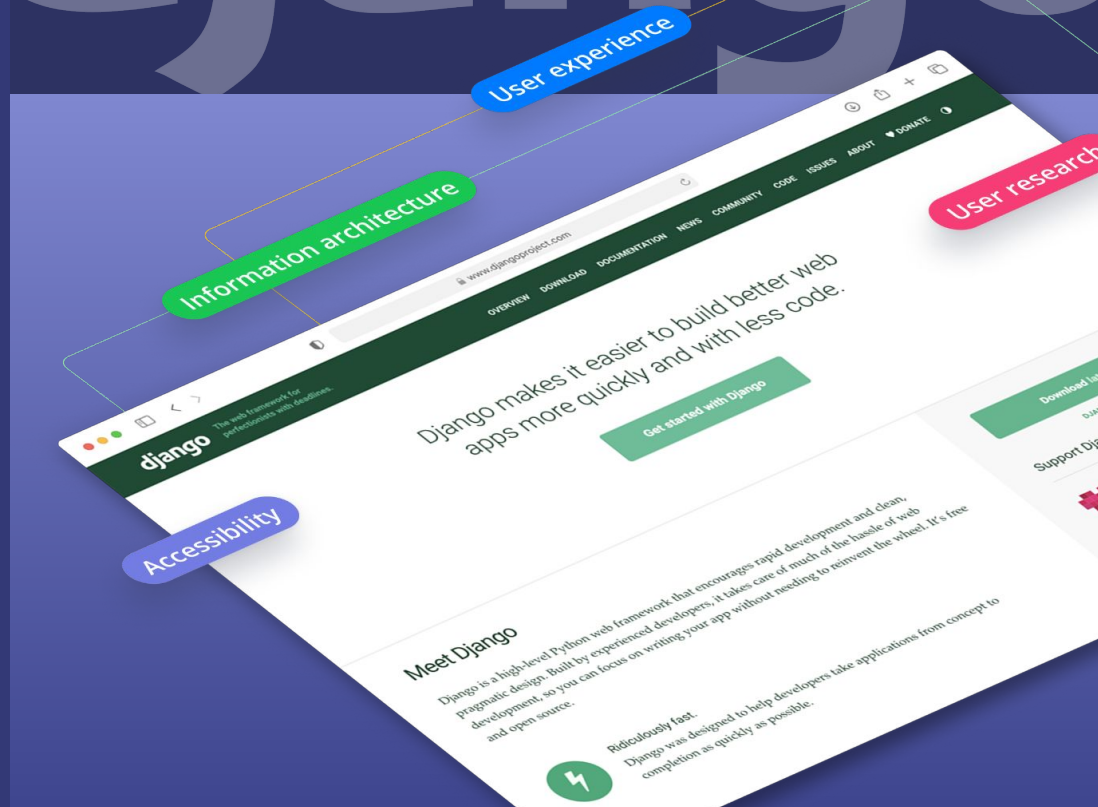 User experience
Information architecture
User research
Accessibility
www.djangoproject.com
django
The web framework for
perfectionists with deadlines.
OVERVIEW DOWNLOAD DOCUMENTATION NEWS COMMUNITY CODE ISSUES ABOUT DONATE
Django makes it easier to build better web
apps more quickly and with less code.
Get started with Django
Download
Support
Meet Django
Django is a high-level Python web framework that encourages rapid development and clean,
pragmatic design. Built by experienced developers, it takes care of much of the hassle of web
development, so you can focus on writing your app without needing to reinvent the wheel. It's free
and open source.
Ridiculously fast.
Django was designed to help developers take applications from concept to
completion as quickly as possible.